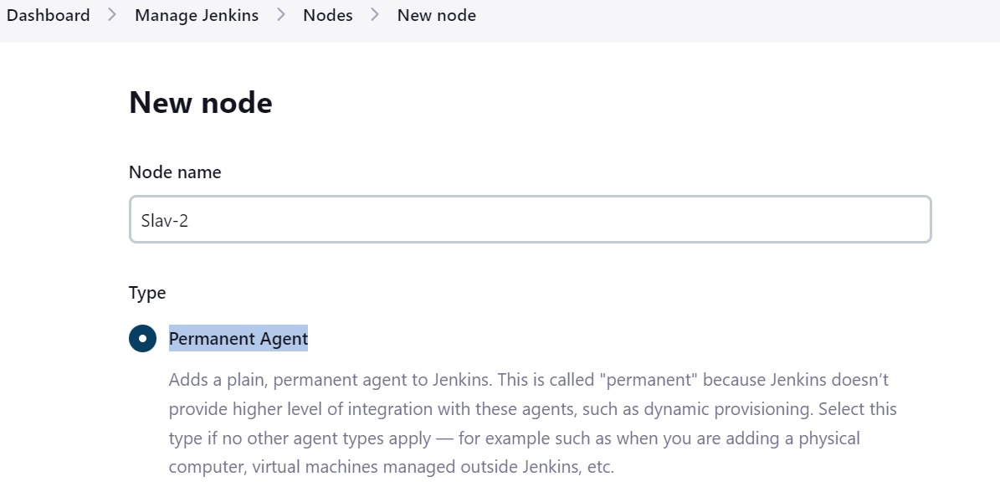 Dashboard > Manage Jenkins > Nodes > New node
New node
Node name
Slav-2
Type
Permanent Agent
Adds a plain, permanent agent to Jenkins. This is called "permanent" because Jenkins doesn’t
provide higher level of integration with these agents, such as dynamic provisioning. Select this
type if no other agent types apply — for example such as when you are adding a physical
computer, virtual machines managed outside Jenkins, etc.